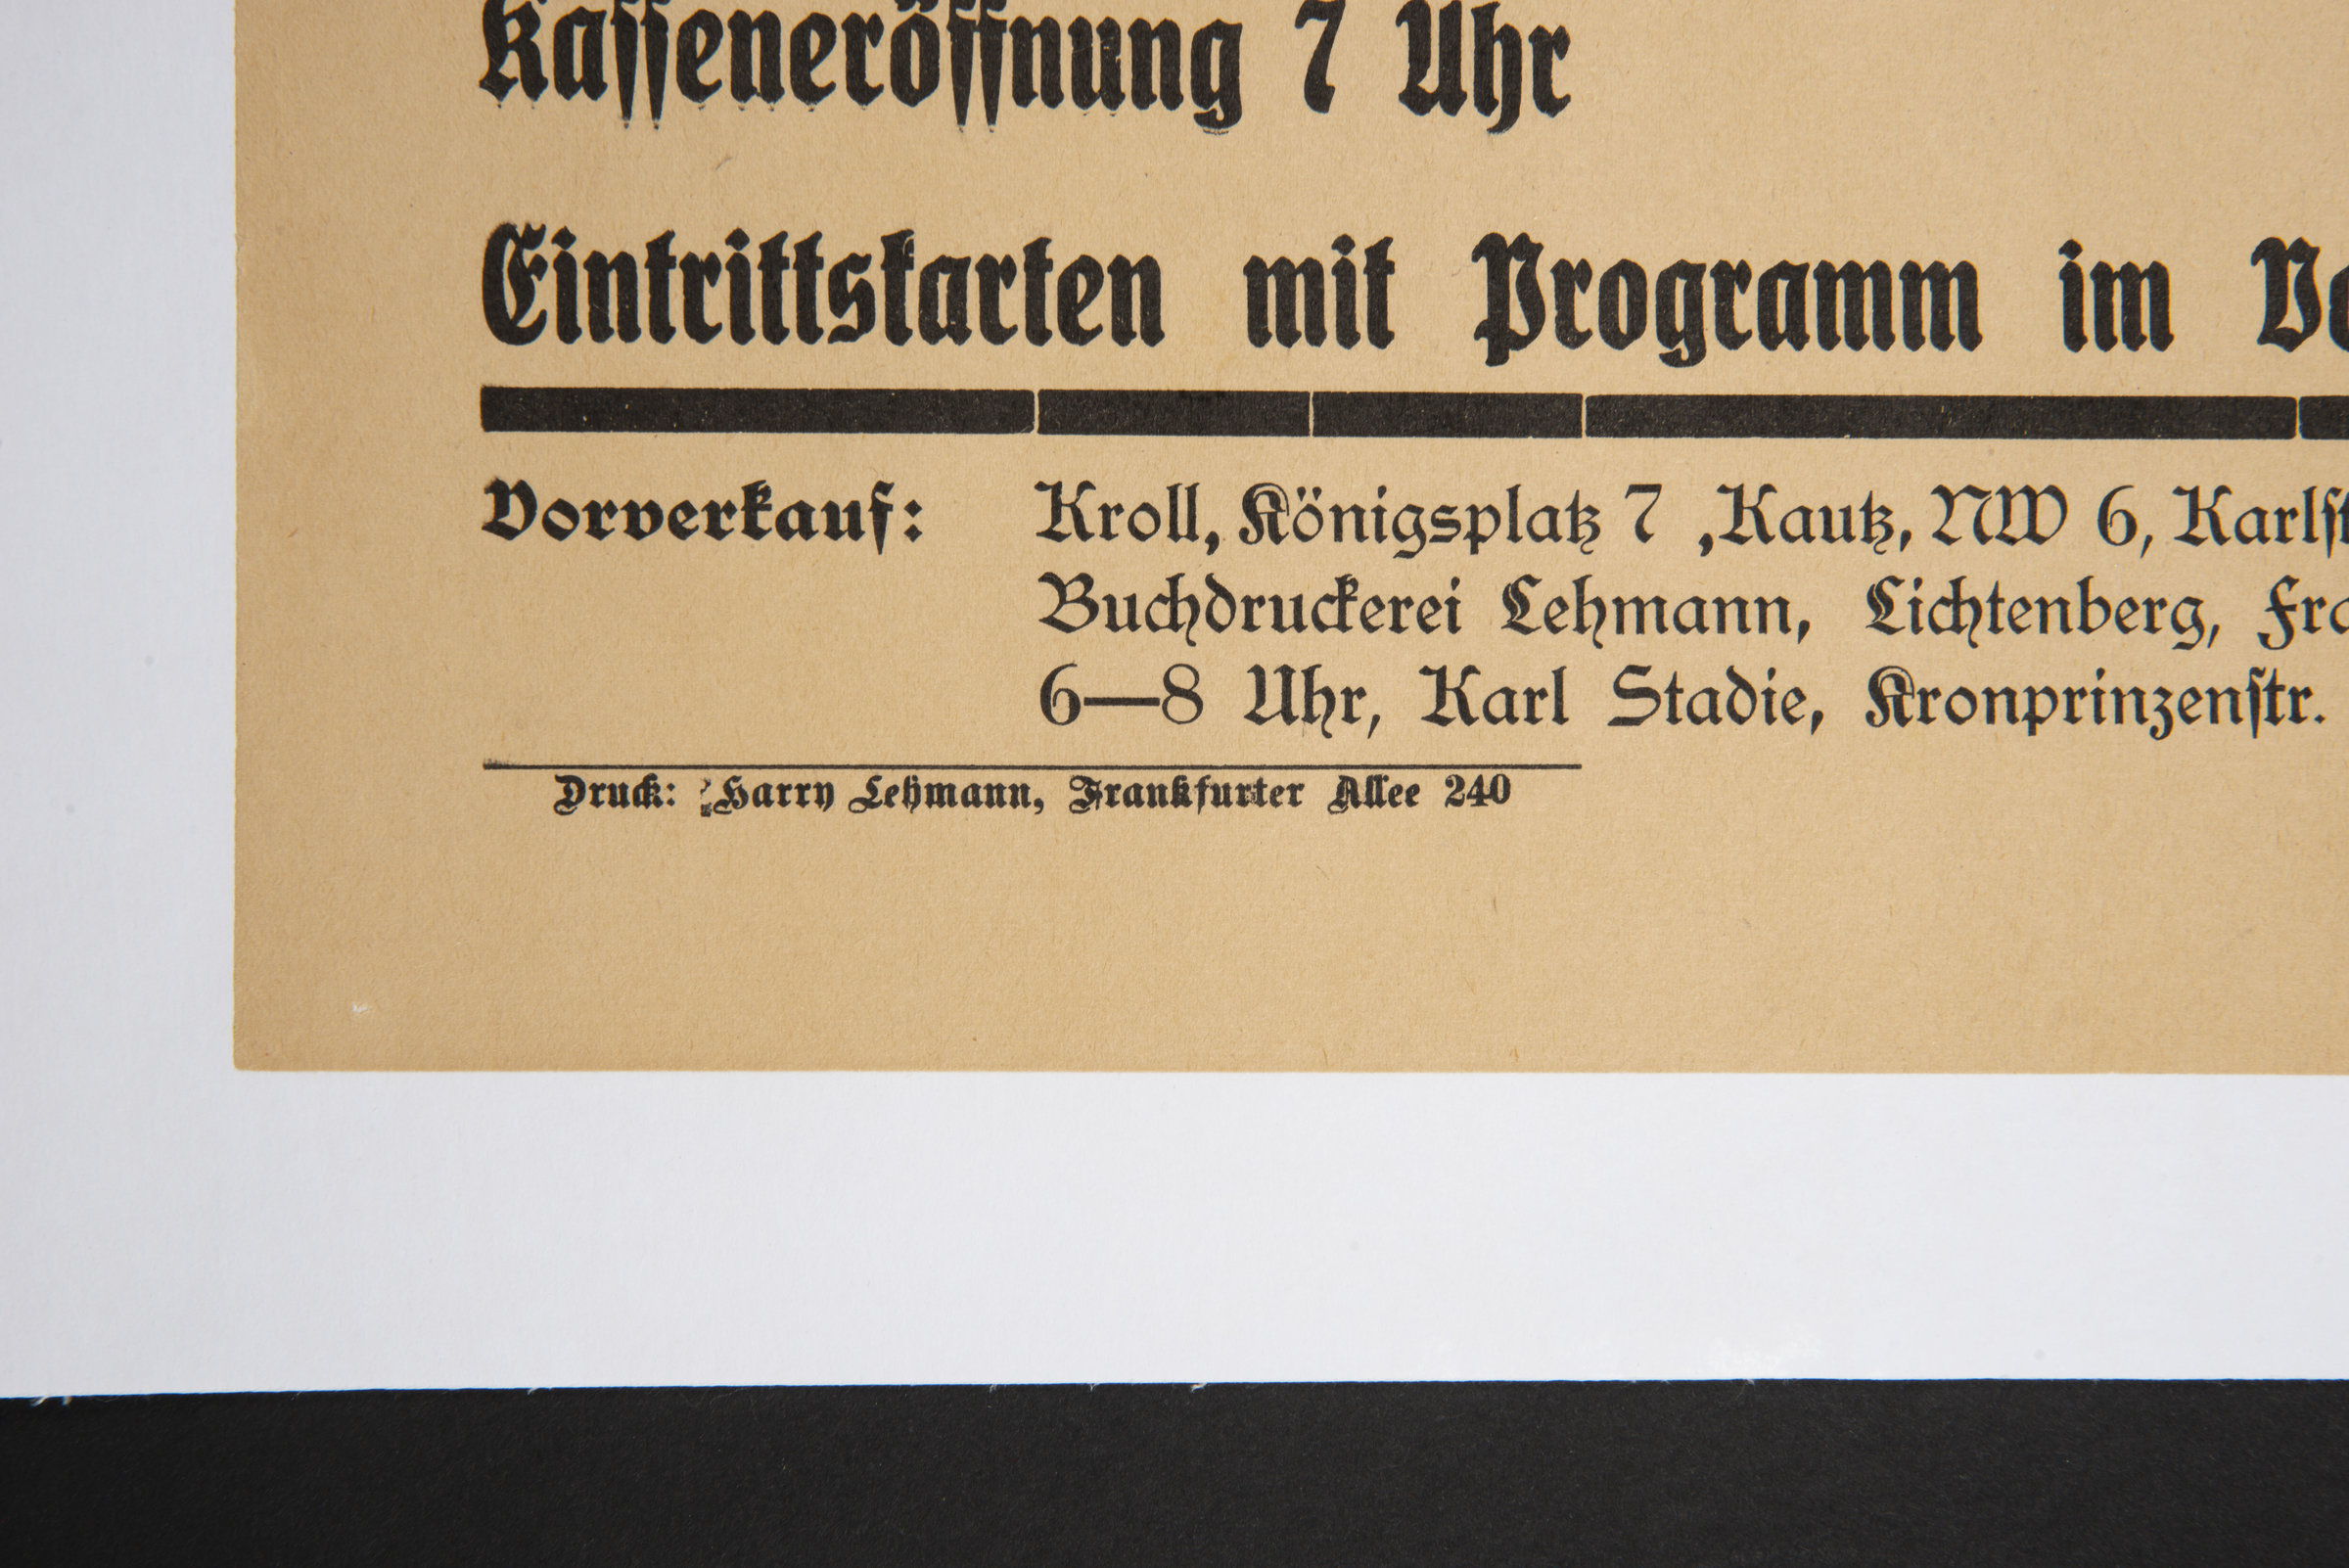 Kasseneröffnung 7 Uhr
Eintrittskarten mit Programm im
Vorverkauf: Kroll, Königsplatz 7 ,Kautz, NW 6,
Buchdruckerei Lehmann, Lichtenberg,
6—8 Uhr, Karl Stadie, Kronprinzenstr.
Druck: Harry Lehmann, Frankfurter Allee 240